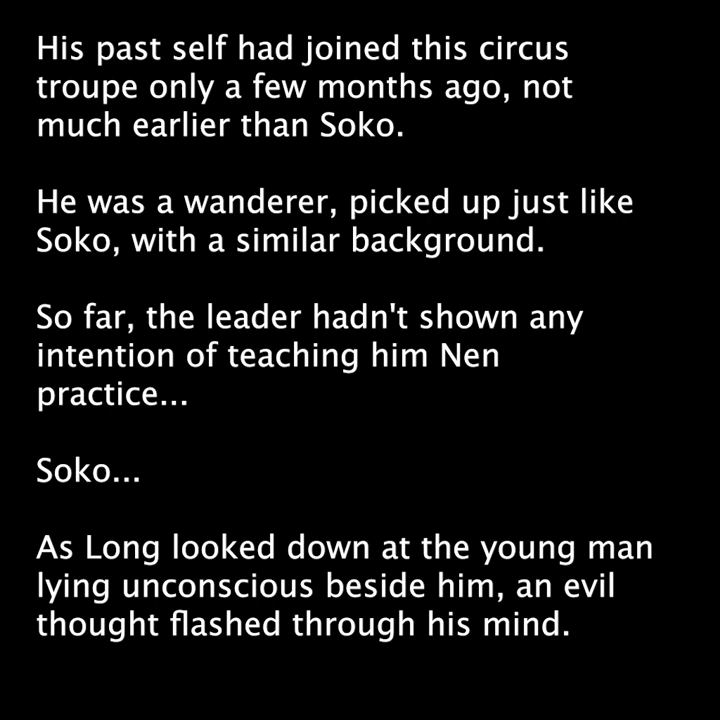 His past self had joined this circus
troupe only a few months ago, not
much earlier than Soko.
He was a wanderer, picked up just like
Soko, with a similar background.
So far, the leader hadn't shown any
intention of teaching him Nen
practice...
Soko...
As Long looked down at the young man
lying unconscious beside him, an evil
thought flashed through his mind.